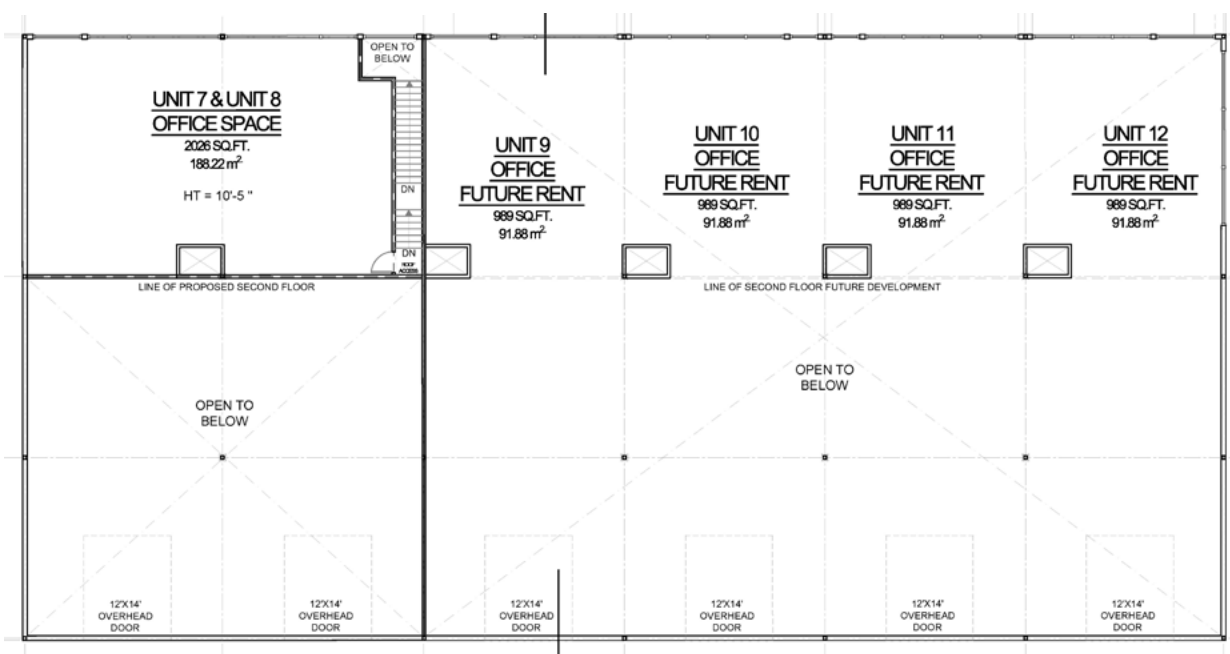 OPEN TO
BELOW
UNIT 7 & UNIT 8
OFFICE SPACE
2026 SQ.FT.
188.22 m²
HT = 10'-5 "
DN
DN
ROOF
ACCESS
UNIT 9
OFFICE
FUTURE RENT
989 SQ.FT.
91.88 m²
UNIT 10
OFFICE
FUTURE RENT
989 SQ.FT.
91.88 m²
UNIT 11
OFFICE
FUTURE RENT
989 SQ.FT.
91.88 m²
UNIT 12
OFFICE
FUTURE RENT
989 SQ.FT.
91.88 m²
LINE OF PROPOSED SECOND FLOOR
LINE OF SECOND FLOOR FUTURE DEVELOPMENT
OPEN TO
BELOW
OPEN TO
BELOW
12'X14'
OVERHEAD
DOOR
12'X14'
OVERHEAD
DOOR
12'X14'
OVERHEAD
DOOR
12'X14'
OVERHEAD
DOOR
12'X14'
OVERHEAD
DOOR
12'X14'
OVERHEAD
DOOR